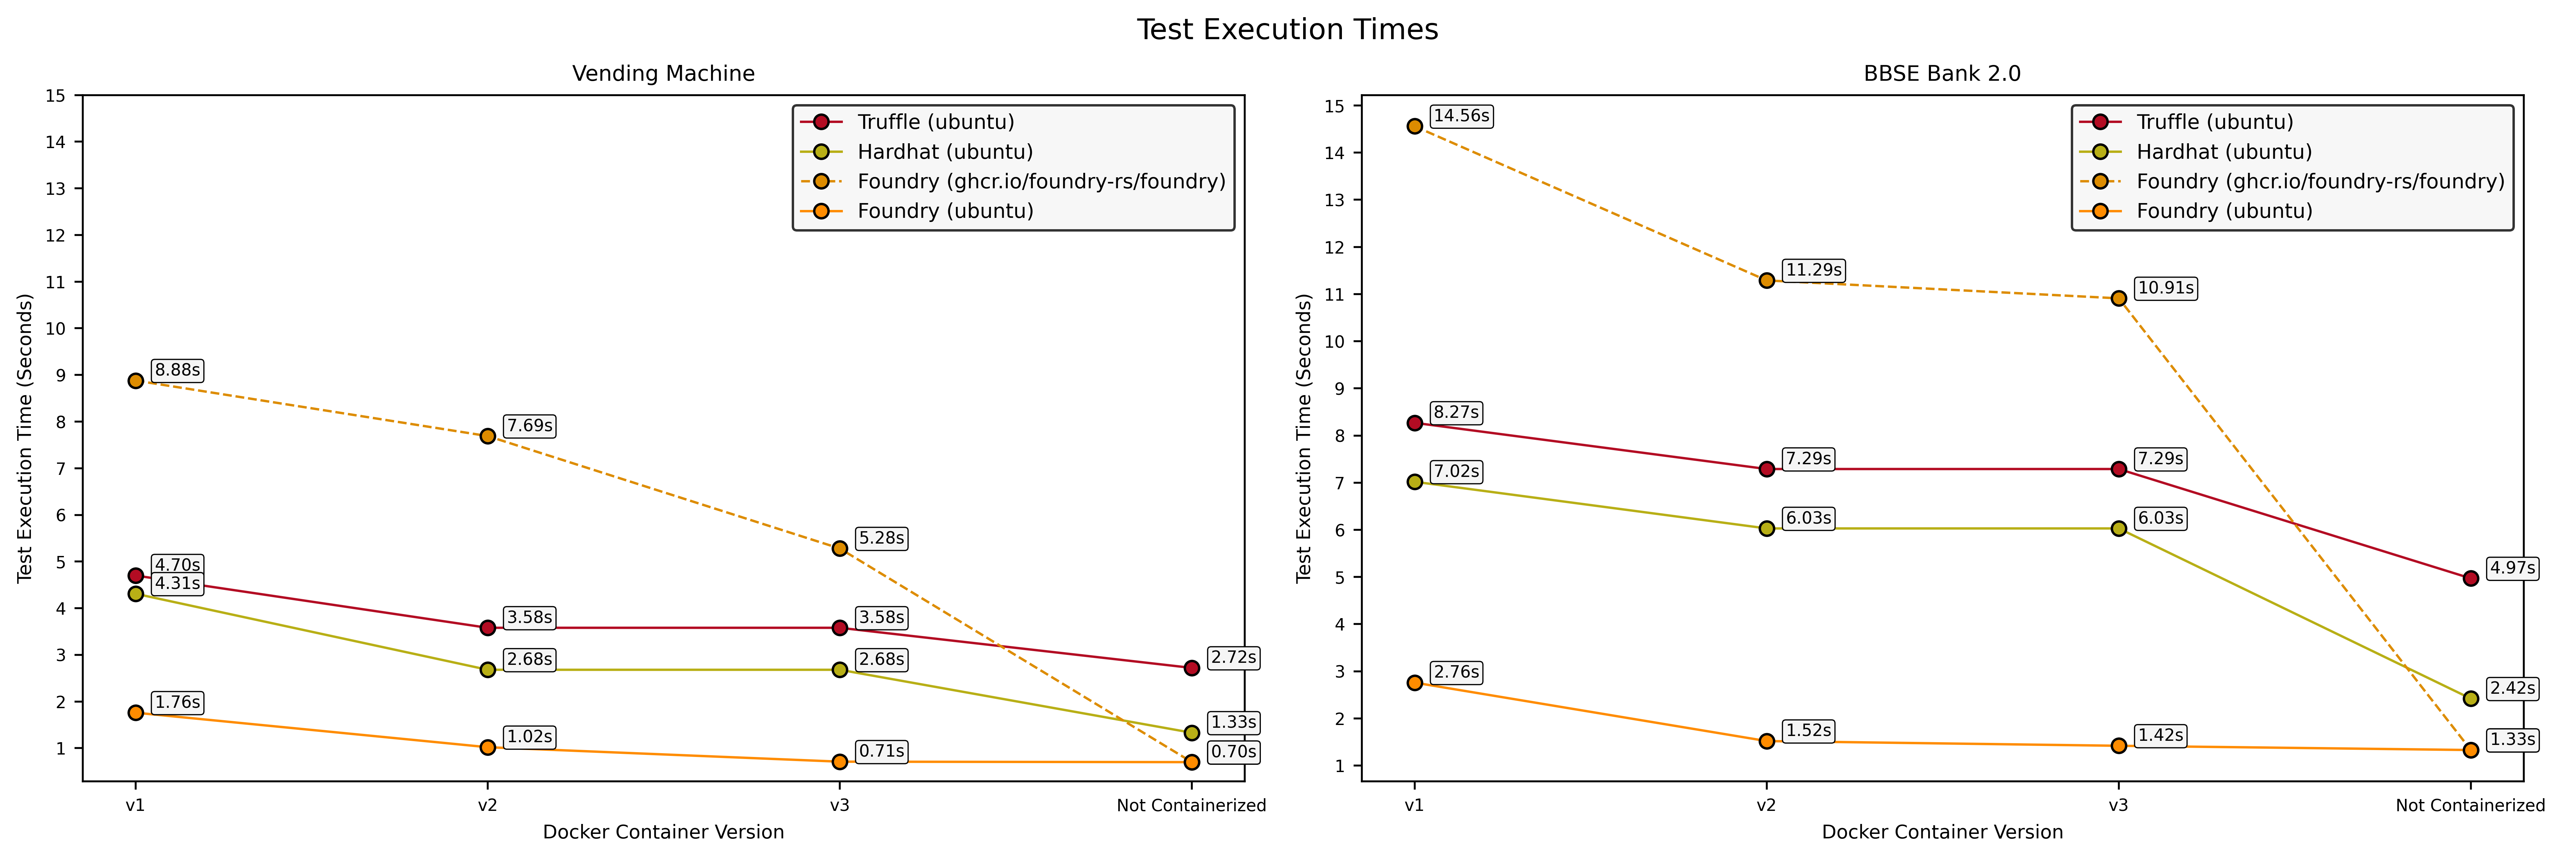 Test Execution Times
Vending Machine
Test Execution Time (Seconds)
15
14
13
12
11
10
9
8
7
6
5
4
3
2
1
Truffle (ubuntu)
Hardhat (ubuntu)
Foundry (ghcr.io/foundry-rs/foundry)
Foundry (ubuntu)
8.88s
7.69s
5.28s
4.70s
4.31s
3.58s
3.58s
2.72s
2.68s
2.68s
1.33s
1.76s
1.02s
0.71s
0.70s
v1
v2
v3
Not Containerized
Docker Container Version
BBSE Bank 2.0
Test Execution Time (Seconds)
15
14
13
12
11
10
9
8
7
6
5
4
3
2
1
Truffle (ubuntu)
Hardhat (ubuntu)
Foundry (ghcr.io/foundry-rs/foundry)
Foundry (ubuntu)
14.56s
11.29s
10.91s
8.27s
7.29s
7.29s
4.97s
7.02s
6.03s
6.03s
2.42s
2.76s
1.52s
1.42s
1.33s
v1
v2
v3
Not Containerized
Docker Container Version